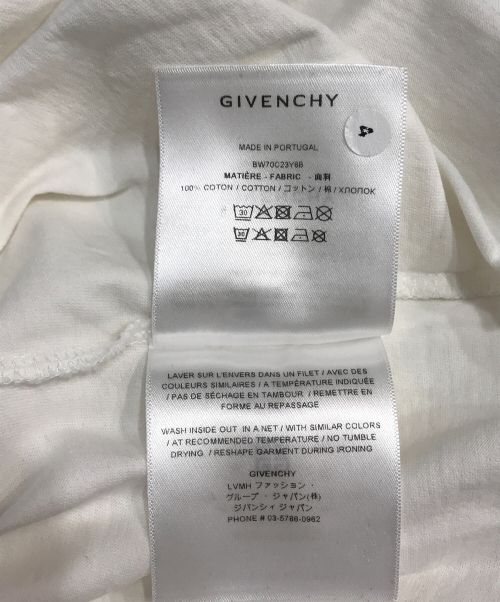 GIVENCHY
4
MADE IN PORTUGAL
BW70C23Y6B
MATIÈRE - FABRIC - 面料
100% COTON / COTTON / コットン / 棉 / ХЛОПОК
30
30
LAVER SUR L'ENVERS DANS UN FILET / AVEC DES
COULEURS SIMILAIRES / A TEMPÉRATURE INDIQUÉE
/ PAS DE SÉCHAGE EN TAMBOUR / REMETTRE EN
FORME AU REPASSAGE
WASH INSIDE OUT IN A NET / WITH SIMILAR COLORS
/ AT RECOMMENDED TEMPERATURE / NO TUMBLE
DRYING / RESHAPE GARMENT DURING IRONING
GIVENCHY
LVMH ファッション・
グループ・ジャパン(株)
ジバンシィ ジャパン
PHONE # 03-5786-0962